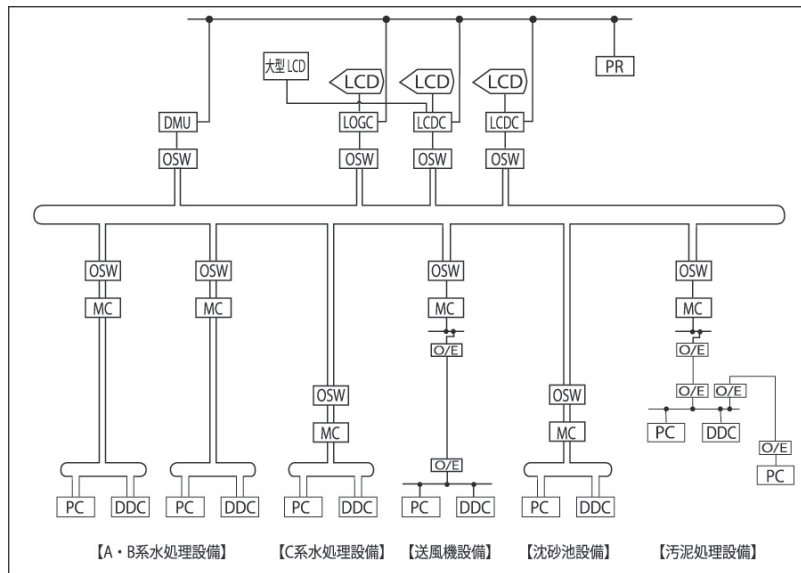 大型 LCD
LCD
LCD
LCD
PR
DMU
LOGC
LCDC
LCDC
OSW
OSW
OSW
OSW
OSW
OSW
OSW
OSW
MC
MC
MC
MC
O/E
O/E
OSW
OSW
O/E
O/E
MC
MC
PC
DDC
O/E
O/E
PC
PC
DDC
PC
DDC
PC
DDC
PC
DDC
PC
DDC
【A・B系水処理設備】
【C系水処理設備】
【送風機設備】
【沈砂池設備】
【汚泥処理設備】